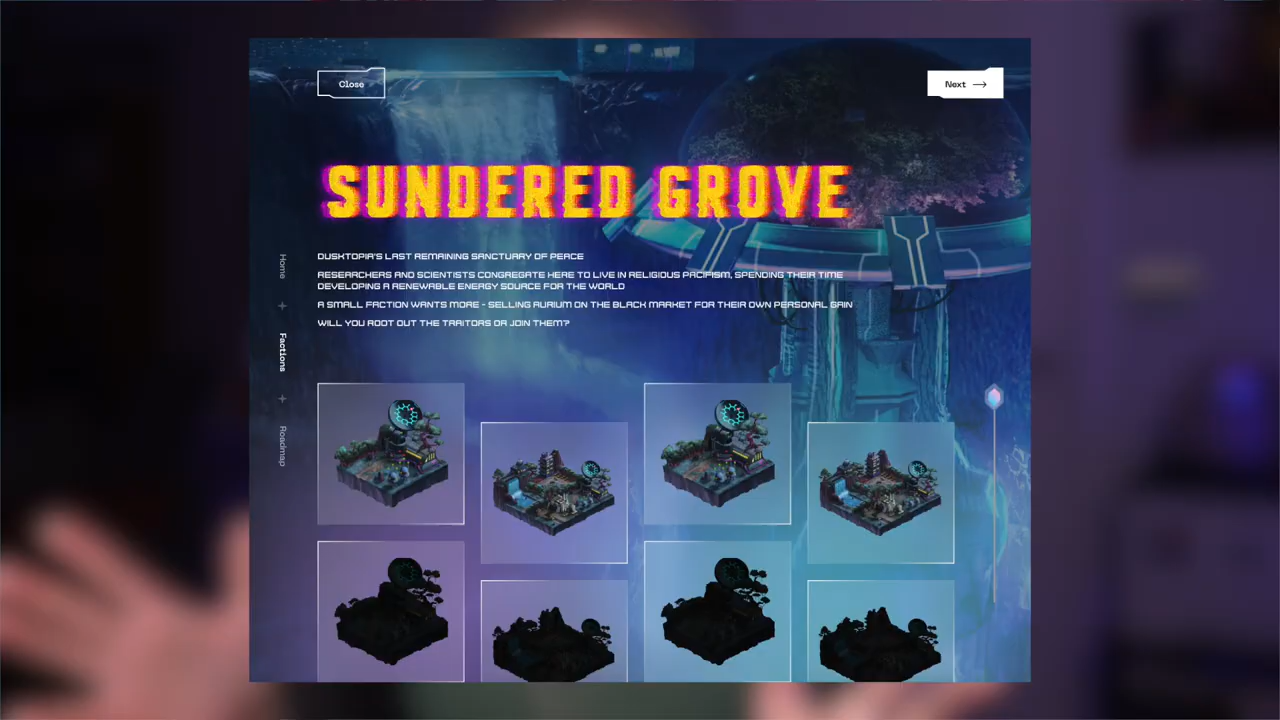 Close
Next
SUNDERED GROVE
DUSKTOPIA'S LAST REMAINING SANCTUARY OF PEACE
RESEARCHERS AND SCIENTISTS CONGREGATE HERE TO LIVE IN RELIGIOUS PACIFISM, SPENDING THEIR TIME
DEVELOPING A RENEWABLE ENERGY SOURCE FOR THE WORLD
A SMALL FACTION WANTS MORE - SELLING AURIUM ON THE BLACK MARKET FOR THEIR OWN PERSONAL GAIN
WILL YOU ROOT OUT THE TRAITORS OR JOIN THEM?
Home
Factions
Roadmap